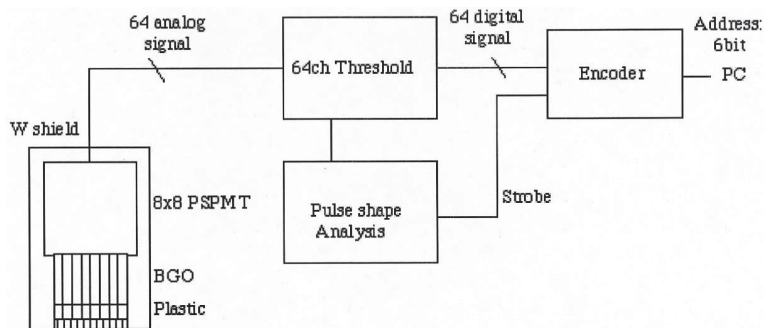 64 analog
signal
64 digital
signal
Address:
6bit
64ch Threshold
Encoder
PC
W shield
8x8 PSPMT
Pulse shape
Analysis
Strobe
BGO
Plastic